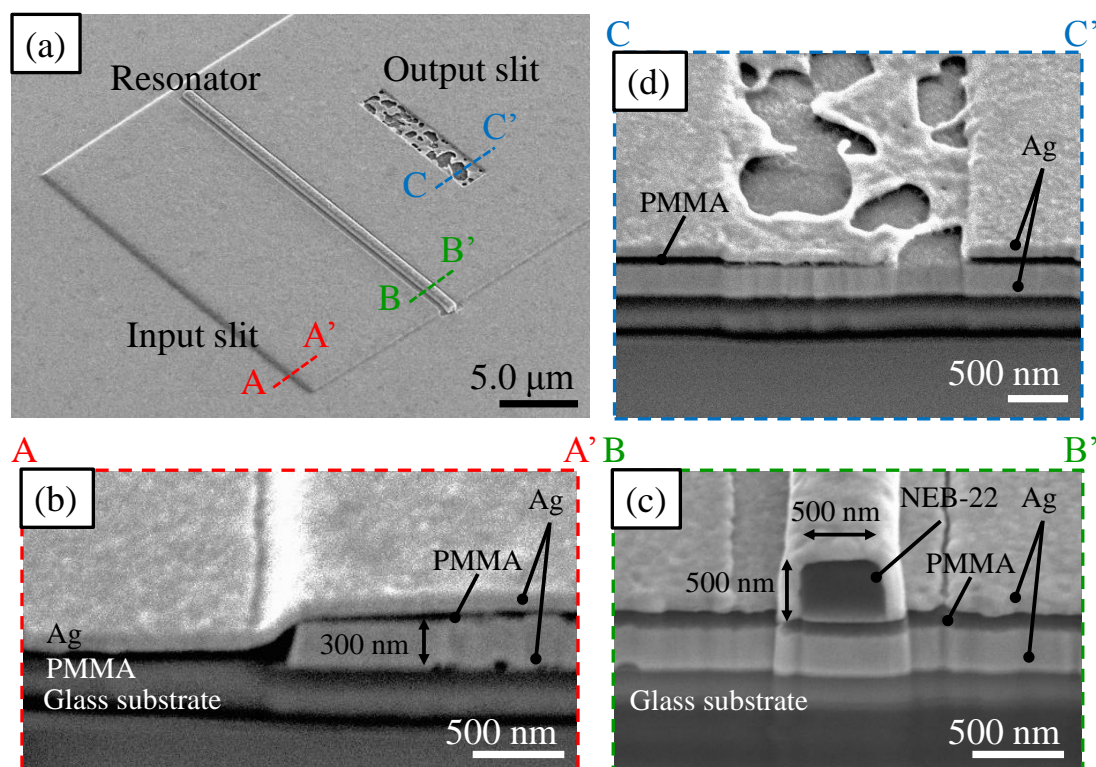 (a)
Resonator
Output slit
C’
C
B’
B
Input slit
A’
A
5.0 μm
C C’
(d)
Ag
PMMA
500 nm
A A’
(b)
Ag
PMMA
300 nm
Ag
PMMA
Glass substrate
500 nm
B B’
(c)
NEB-22
500 nm
Ag
PMMA
500 nm
Glass substrate
500 nm